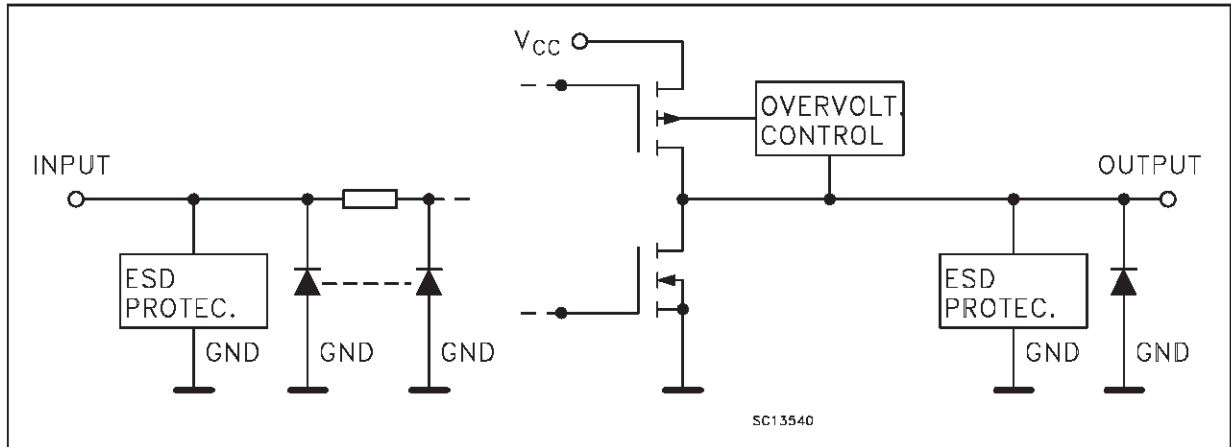 VCC
OVERVOLT.
CONTROL
INPUT
OUTPUT
ESD
PROTEC.
ESD
PROTEC.
GND
GND
GND
GND
GND
SC13540